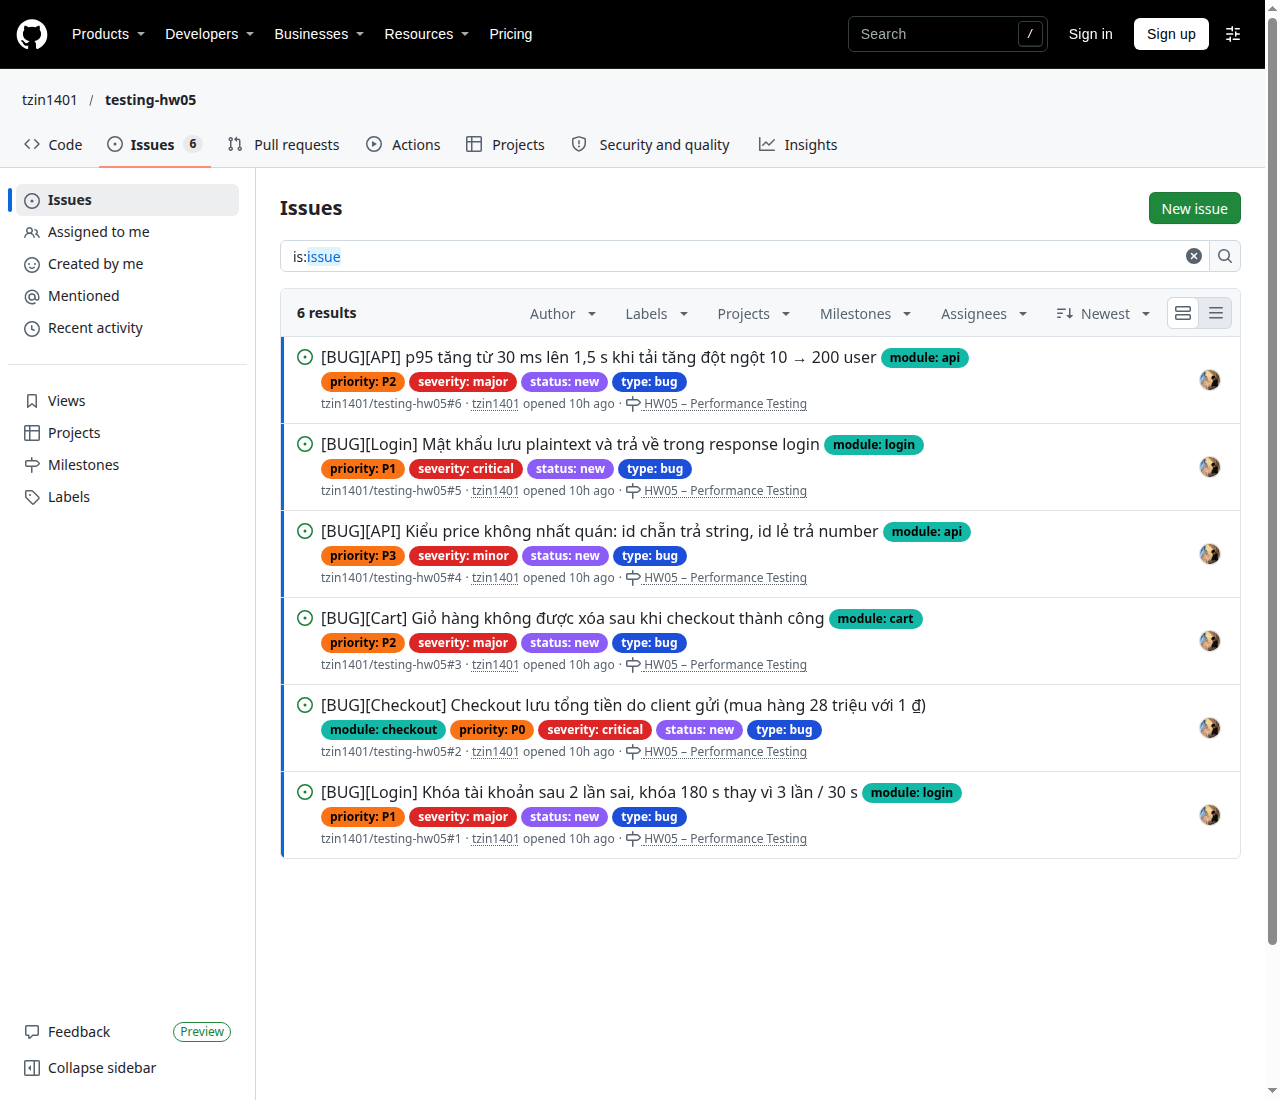 Products
Developers
Businesses
Resources
Pricing
Search
/
Sign in
Sign up
tzin1401 / testing-hw05
Code
Issues 6
Pull requests
Actions
Projects
Security and quality
Insights
Issues
Assigned to me
Created by me
Mentioned
Recent activity
Views
Projects
Milestones
Labels
Feedback
Preview
Collapse sidebar
Issues
New issue
is:issue
6 results
Author
Labels
Projects
Milestones
Assignees
Newest
[BUG][API] p95 tăng từ 30 ms lên 1,5 s khi tải tăng đột ngột 10 → 200 user module: api
priority: P2 severity: major status: new type: bug
tzin1401/testing-hw05#6 · tzin1401 opened 10h ago · HW05 – Performance Testing
[BUG][Login] Mật khẩu lưu plaintext và trả về trong response login module: login
priority: P1 severity: critical status: new type: bug
tzin1401/testing-hw05#5 · tzin1401 opened 10h ago · HW05 – Performance Testing
[BUG][API] Kiểu price không nhất quán: id chẵn trả string, id lẻ trả number module: api
priority: P3 severity: minor status: new type: bug
tzin1401/testing-hw05#4 · tzin1401 opened 10h ago · HW05 – Performance Testing
[BUG][Cart] Giỏ hàng không được xóa sau khi checkout thành công module: cart
priority: P2 severity: major status: new type: bug
tzin1401/testing-hw05#3 · tzin1401 opened 10h ago · HW05 – Performance Testing
[BUG][Checkout] Checkout lưu tổng tiền do client gửi (mua hàng 28 triệu với 1 ₫)
module: checkout priority: P0 severity: critical status: new type: bug
tzin1401/testing-hw05#2 · tzin1401 opened 10h ago · HW05 – Performance Testing
[BUG][Login] Khóa tài khoản sau 2 lần sai, khóa 180 s thay vì 3 lần / 30 s module: login
priority: P1 severity: major status: new type: bug
tzin1401/testing-hw05#1 · tzin1401 opened 10h ago · HW05 – Performance Testing